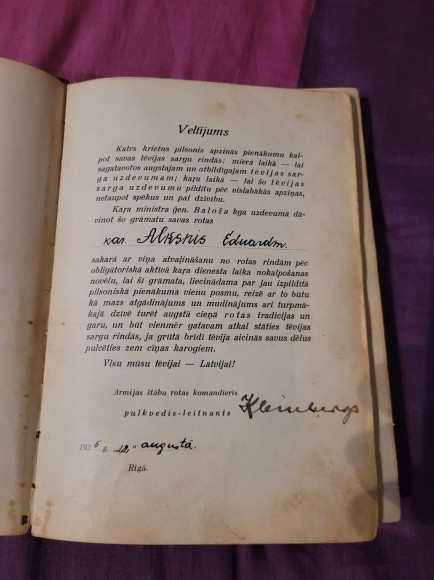 Veltījums
Katrs krietns pilsonis apzinās pienākumu kal-
pot savas tēvijas sargu rindās: miera laikā — lai
sagatavotos augstajam un atbildīgajam tēvijas sar-
ga uzdevumam; kaŗa laikā — lai šo tēvijas
sarga uzdevumu pildītu pēc vislabākās apziņas,
netaupot spēkus un pat dzīvību.
Kaŗa ministra ģen. Baloža kga uzdevumā dā-
vinot šo grāmatu savas rotas
kar. Alksnis Eduardm.
sakarā ar viņa atvaļināšanu no rotas rindām pēc
obligātoriskā aktīvā kaŗa dienesta laika nokalpošanas
novēlu, lai šī grāmata, liecinādama par jau izpildītā
pilsoniskā pienākuma vienu posmu, reizē ar to būtu
kā mazs atgādinājums un mudinājums arī turpmā-
kajā dzīvē turēt augstā cieņā rotas tradīcijas un
garu, un būt vienmēr gatavam atkal stāties tēvijas
sargu rindās, ja grūtā brīdī tēvija aicinās savus dēlus
pulcēties zem cīņas karogiem.
Visu mūsu tēvijai — Latvijai!
Armijas štāba rotas komandieris
pulkvedis-leitnants Kleinbergs
augustā.
Rīgā.